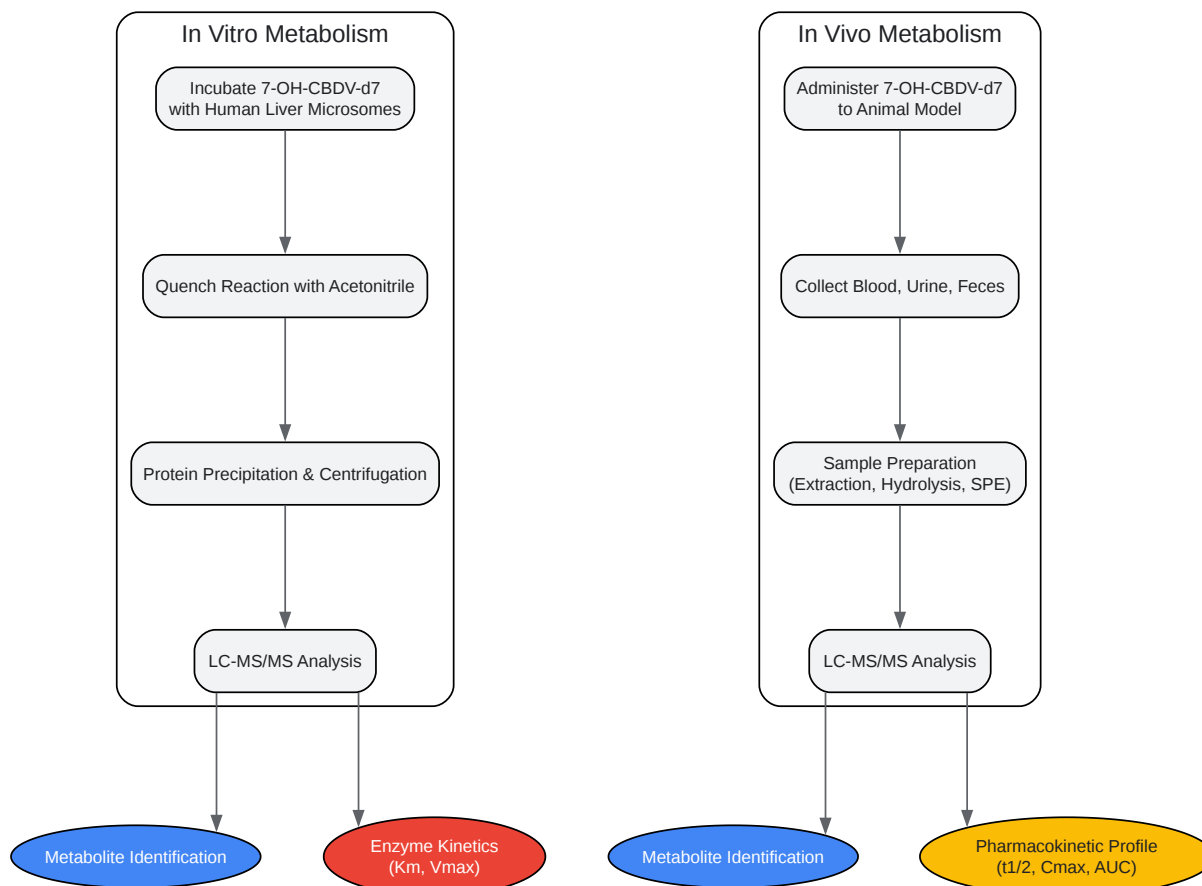 In Vitro Metabolism
Incubate 7-OH-CBDV-d7
with Human Liver Microsomes
Quench Reaction with Acetonitrile
Protein Precipitation & Centrifugation
LC-MS/MS Analysis
Metabolite Identification
Enzyme Kinetics
(Km, Vmax)
In Vivo Metabolism
Administer 7-OH-CBDV-d7
to Animal Model
Collect Blood, Urine, Feces
Sample Preparation
(Extraction, Hydrolysis, SPE)
LC-MS/MS Analysis
Metabolite Identification
Pharmacokinetic Profile
(t1/2, Cmax, AUC)